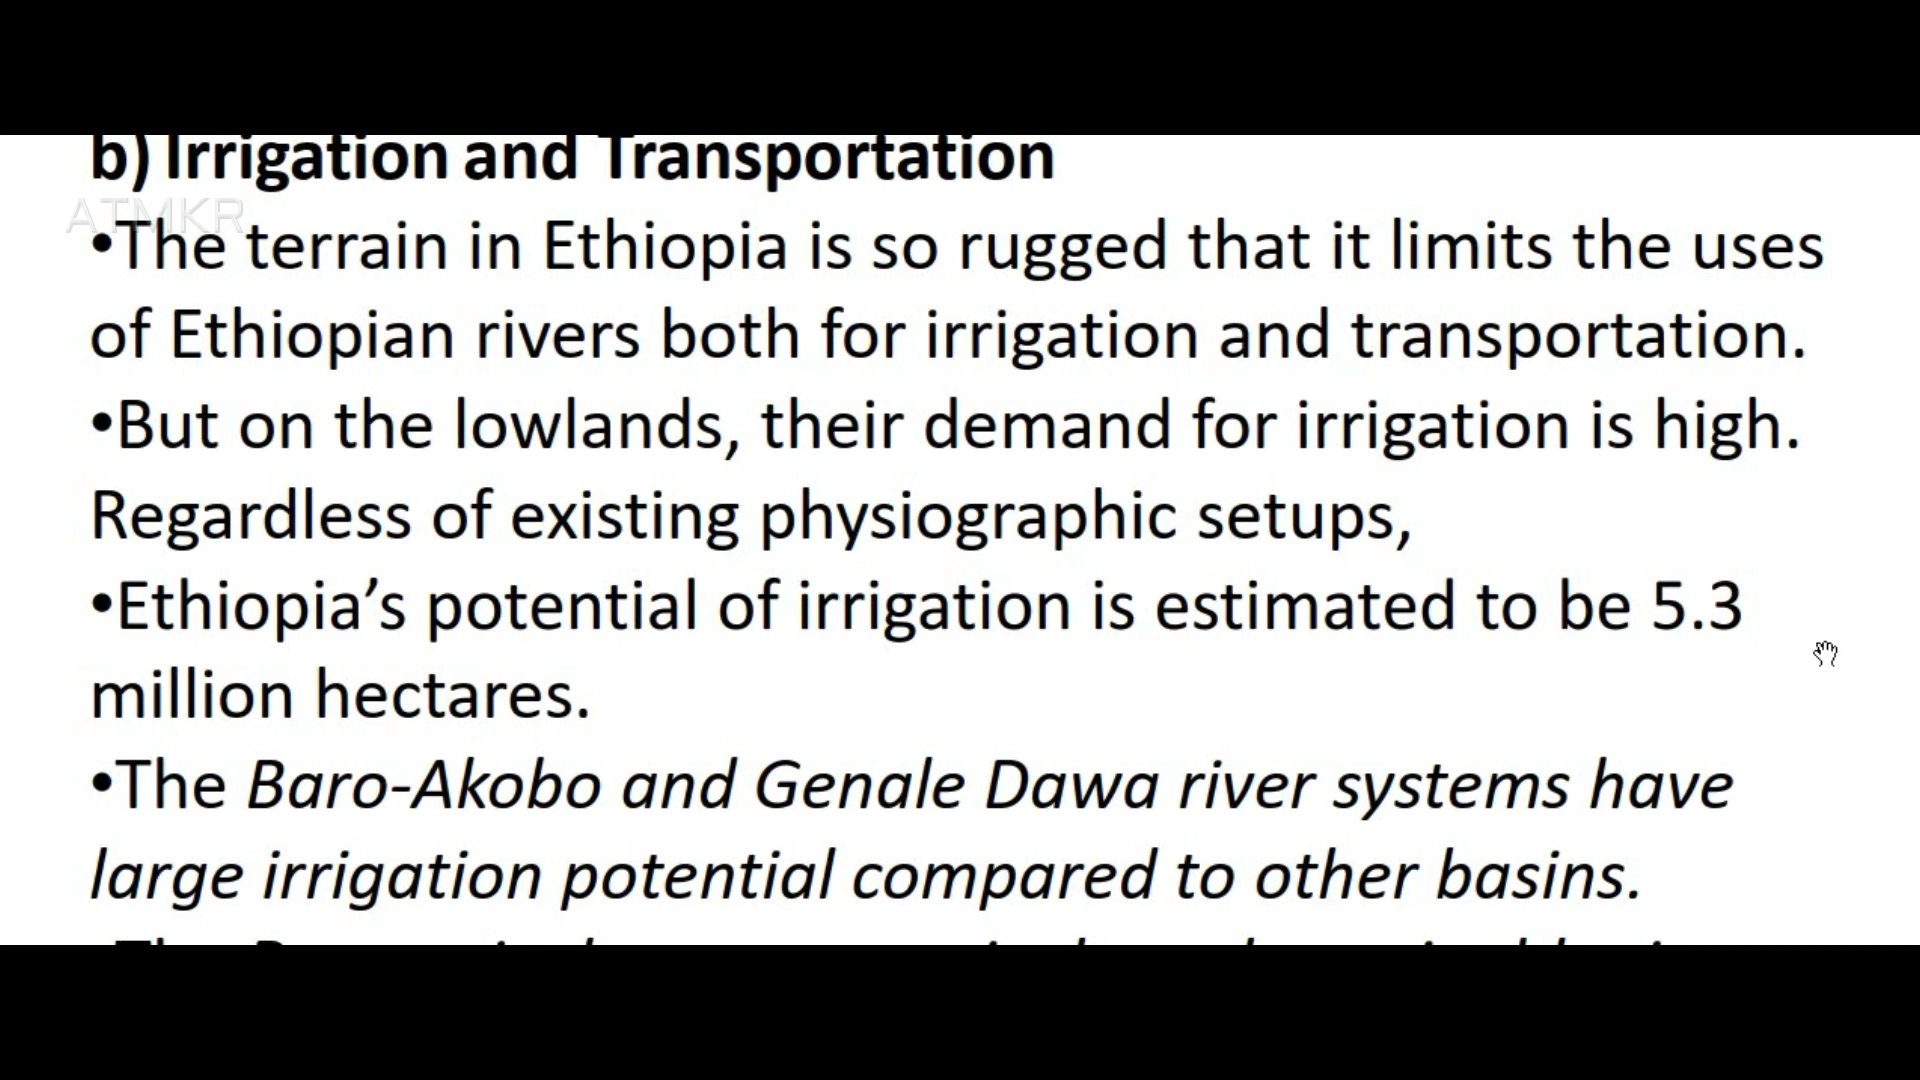 b) Irrigation and Transportation
ATMKR
•The terrain in Ethiopia is so rugged that it limits the uses
of Ethiopian rivers both for irrigation and transportation.
•But on the lowlands, their demand for irrigation is high.
Regardless of existing physiographic setups,
•Ethiopia’s potential of irrigation is estimated to be 5.3
million hectares.
•The Baro-Akobo and Genale Dawa river systems have
large irrigation potential compared to other basins.